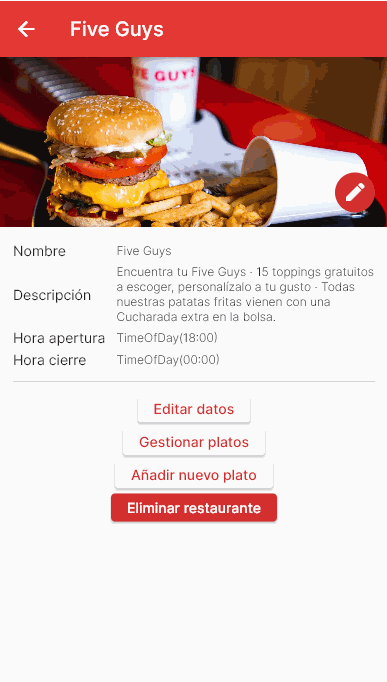 Five Guys
FIVE GUYS
Nombre Five Guys
Descripción Encuentra tu Five Guys · 15 toppings gratuitos
a escoger, personalízalo a tu gusto · Todas
nuestras patatas fritas vienen con una
Cucharada extra en la bolsa.
Hora apertura TimeOfDay(18:00)
Hora cierre TimeOfDay(00:00)
Editar datos
Gestionar platos
Añadir nuevo plato
Eliminar restaurante